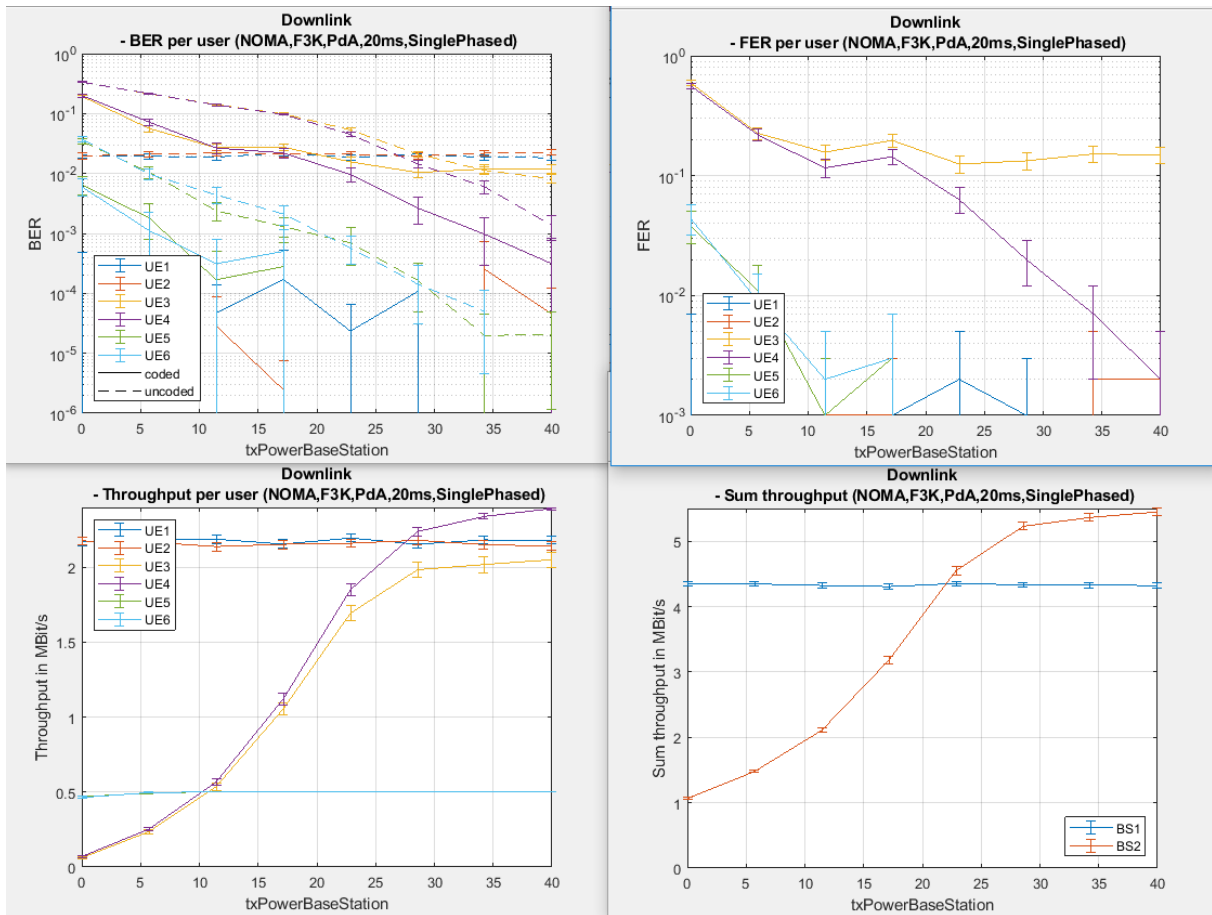 Downlink
- BER per user (NOMA,F3K,PdA,20ms,SinglePhased)
10^0
10^-1
10^-2
10^-3
10^-4
10^-5
10^-6
BER
UE1
UE2
UE3
UE4
UE5
UE6
coded
uncoded
0 5 10 15 20 25 30 35 40
txPowerBaseStation
Downlink
- FER per user (NOMA,F3K,PdA,20ms,SinglePhased)
10^0
10^-1
10^-2
10^-3
FER
UE1
UE2
UE3
UE4
UE5
UE6
0 5 10 15 20 25 30 35 40
txPowerBaseStation
Downlink
- Throughput per user (NOMA,F3K,PdA,20ms,SinglePhased)
2
1.5
1
0.5
0
Throughput in MBit/s
UE1
UE2
UE3
UE4
UE5
UE6
0 5 10 15 20 25 30 35 40
txPowerBaseStation
Downlink
- Sum throughput (NOMA,F3K,PdA,20ms,SinglePhased)
5
4
3
2
1
0
Sum throughput in MBit/s
BS1
BS2
0 5 10 15 20 25 30 35 40
txPowerBaseStation